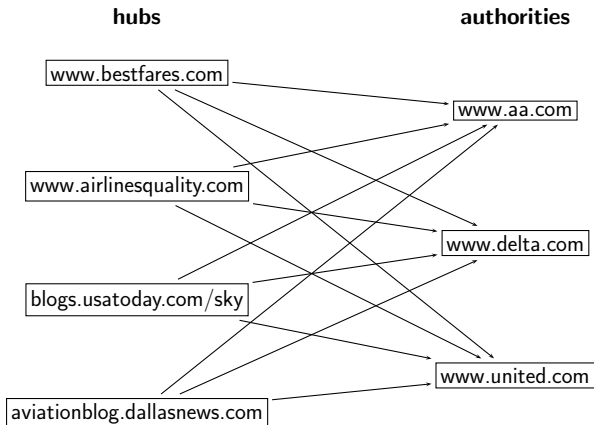 hubs
authorities
www.bestfares.com
www.aa.com
www.airlinesquality.com
www.delta.com
blogs.usatoday.com/sky
www.united.com
aviationblog.dallasnews.com